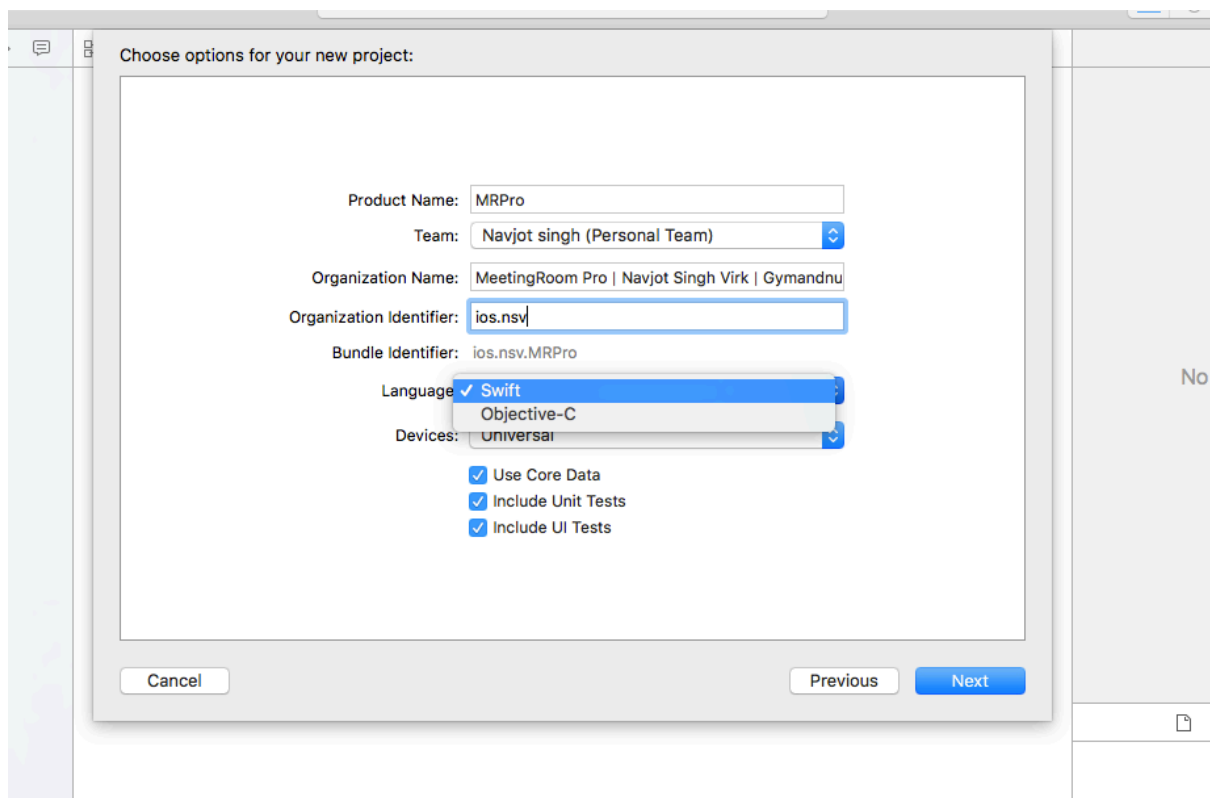 Choose options for your new project:
Product Name: MRPro
Team: Navjot singh (Personal Team)
Organization Name: MeetingRoom Pro | Navjot Singh Virk | Gymandnu
Organization Identifier: ios.nsv
Bundle Identifier: ios.nsv.MRPro
Language ✓ Swift
Objective-C
Devices: Universal
Use Core Data
Include Unit Tests
Include UI Tests
Cancel Previous Next
No